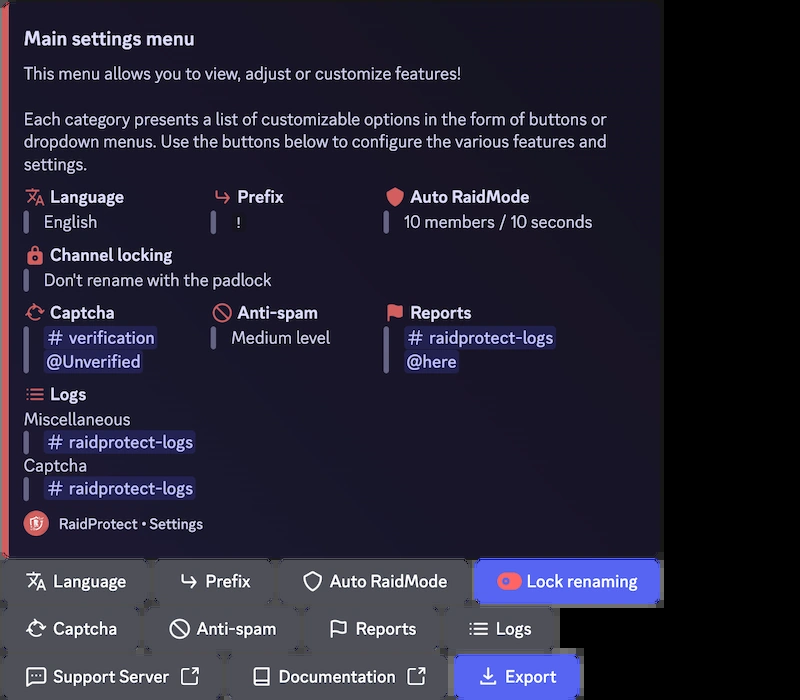 Main settings menu
This menu allows you to view, adjust or customize features!
Each category presents a list of customizable options in the form of buttons or
dropdown menus. Use the buttons below to configure the various features and
settings.
Language Prefix Auto RaidMode
English ! 10 members / 10 seconds
Channel locking
Don't rename with the padlock
Captcha Anti-spam Reports
# verification Medium level # raidprotect-logs
@Unverified @here
Logs
Miscellaneous
# raidprotect-logs
Captcha
# raidprotect-logs
RaidProtect • Settings
Language Prefix Auto RaidMode Lock renaming
Captcha Anti-spam Reports Logs
Support Server Documentation Export